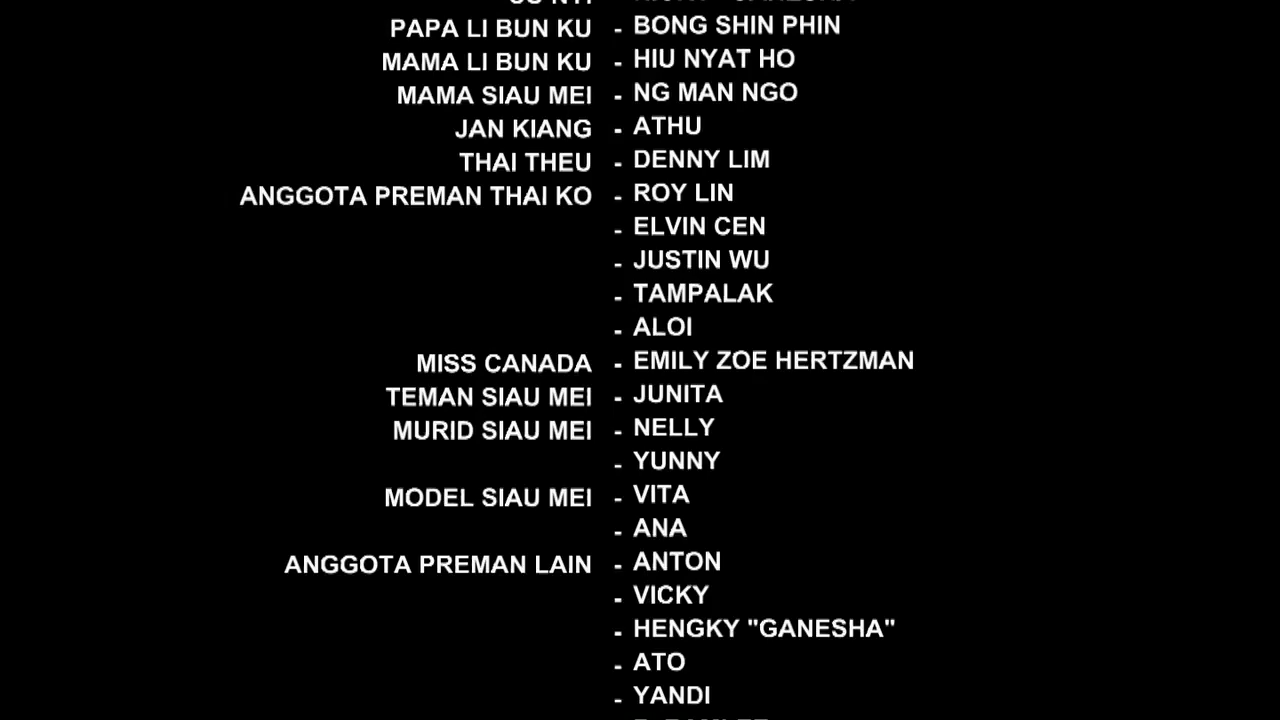 PAPA LI BUN KU - BONG SHIN PHIN
MAMA LI BUN KU - HIU NYAT HO
MAMA SIAU MEI - NG MAN NGO
JAN KIANG - ATHU
THAI THEU - DENNY LIM
ANGGOTA PREMAN THAI KO - ROY LIN
- ELVIN CEN
- JUSTIN WU
- TAMPALAK
- ALOI
MISS CANADA - EMILY ZOE HERTZMAN
TEMAN SIAU MEI - JUNITA
MURID SIAU MEI - NELLY
- YUNNY
MODEL SIAU MEI - VITA
- ANA
ANGGOTA PREMAN LAIN - ANTON
- VICKY
- HENGKY "GANESHA"
- ATO
- YANDI